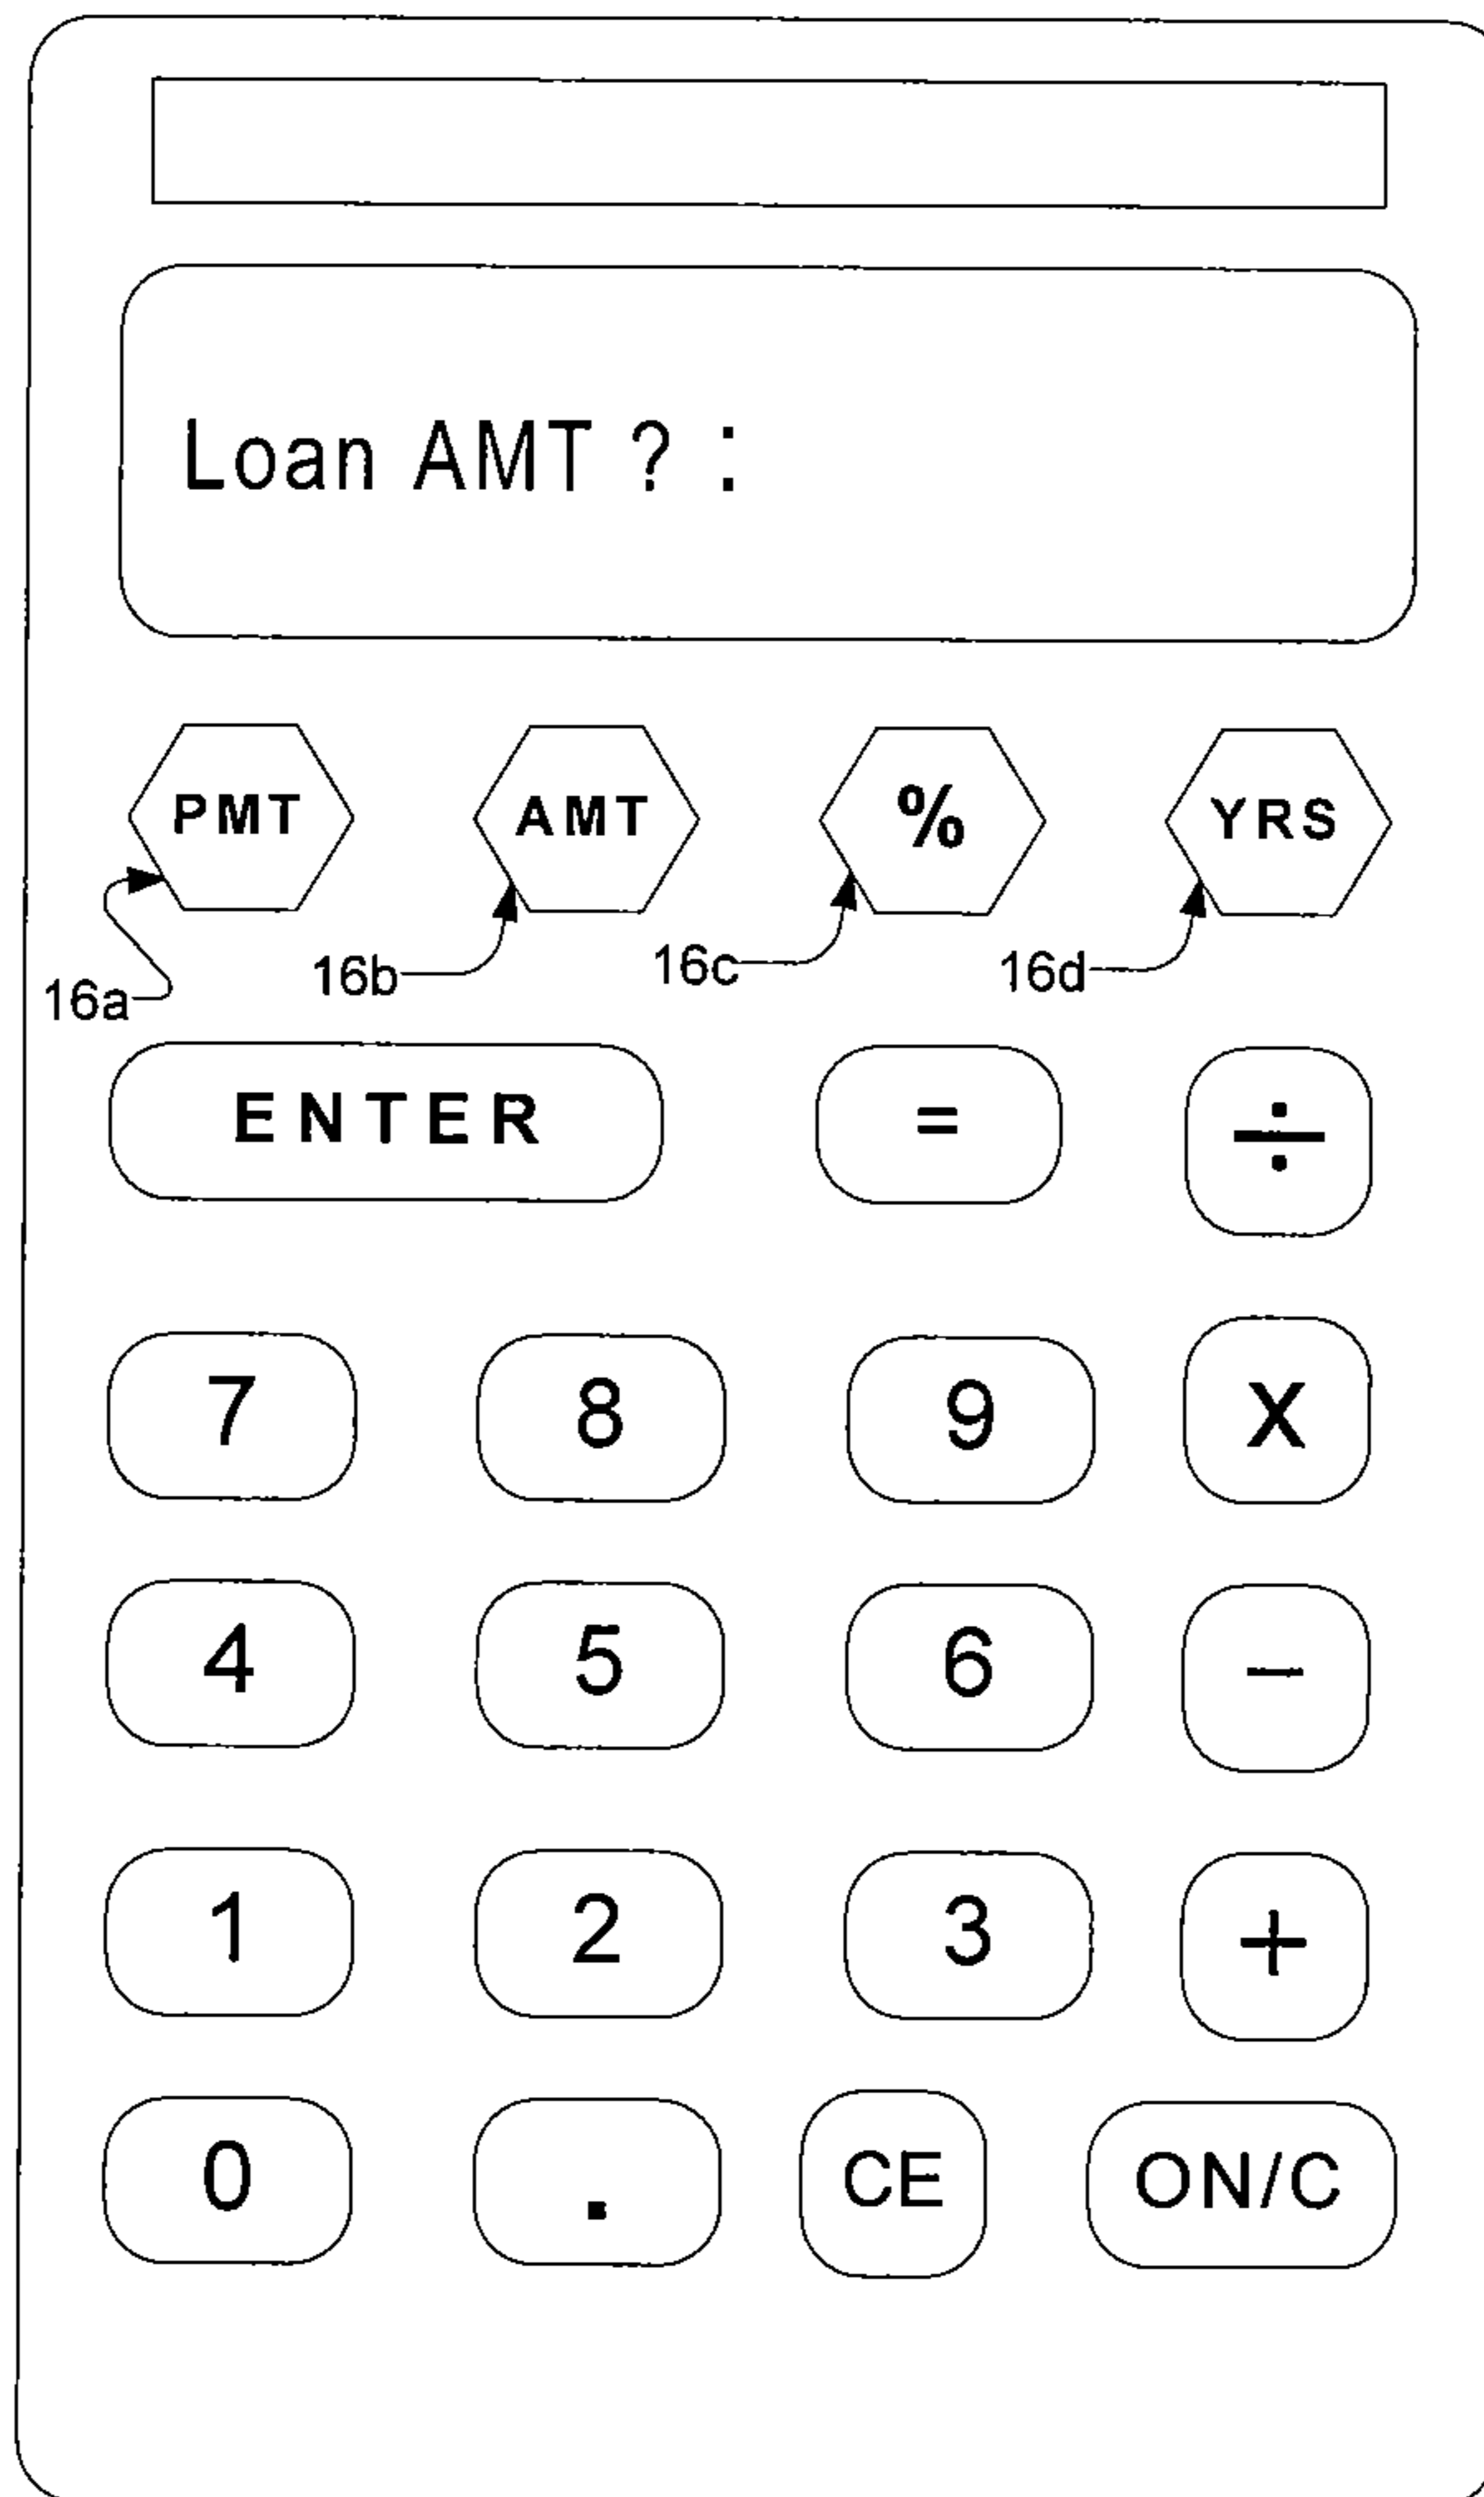 Loan AMT ? :
PMT AMT % YRS
16a 16b 16c 16d
ENTER = ÷
7 8 9 X
4 5 6 −
1 2 3 +
0 . CE ON/C